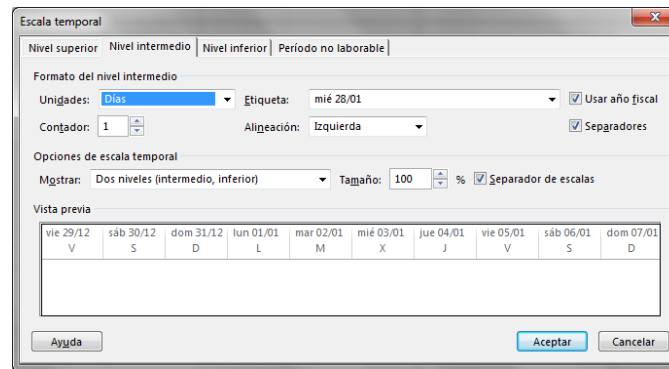 Escala temporal
Nivel superior Nivel intermedio Nivel inferior Período no laborable
Formato del nivel intermedio
Unidades: Días Etiqueta: mié 28/01 Usar año fiscal
Contador: 1 Alineación: Izquierda Separadores
Opciones de escala temporal
Mostrar: Dos niveles (intermedio, inferior) Tamaño: 100 % Separador de escalas
Vista previa
vie 29/12 sáb 30/12 dom 31/12 lun 01/01 mar 02/01 mié 03/01 jue 04/01 vie 05/01 sáb 06/01 dom 07/01
V S D L M X J V S D
Ayuda Aceptar Cancelar